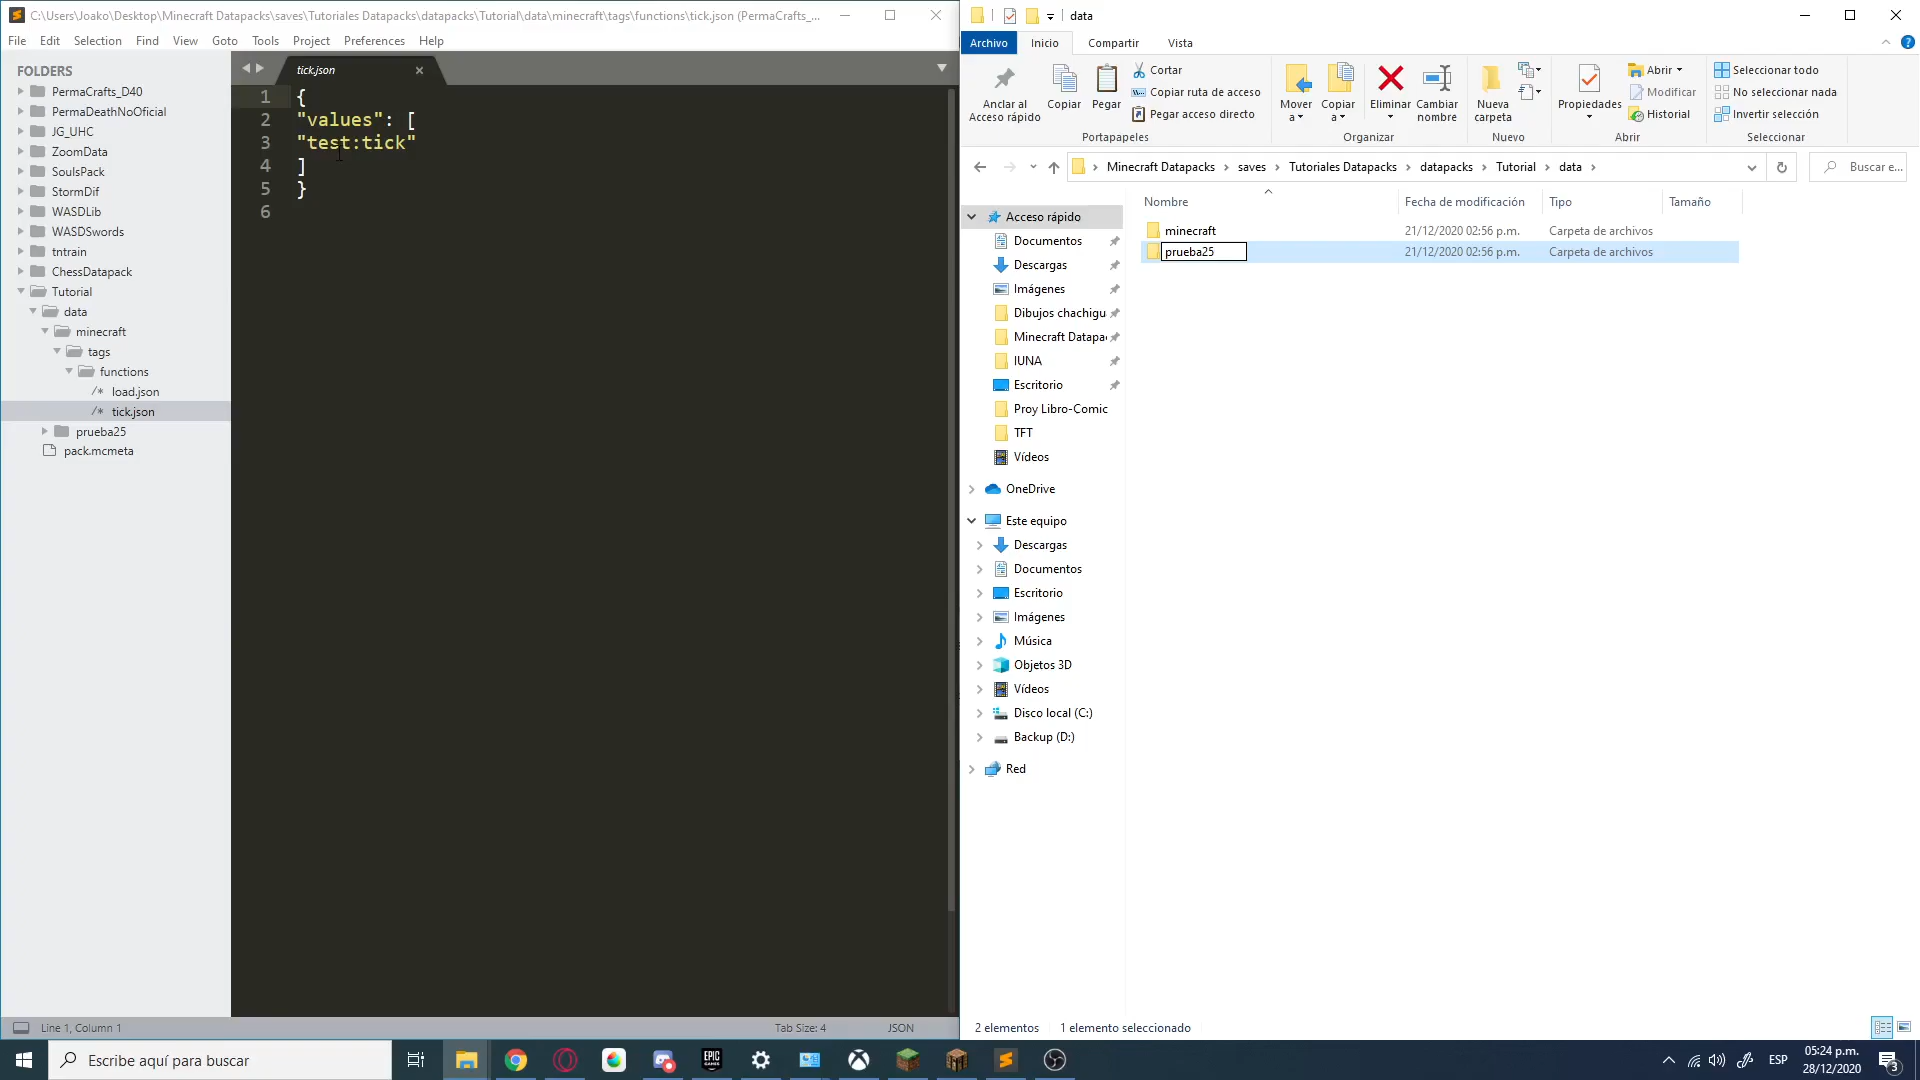 C:\Users\Joako\Desktop\Minecraft Datapacks\saves\Tutoriales Datapacks\datapacks\Tutorial\data\minecraft\tags\functions\tick.json (PermaCrafts_...
File Edit Selection Find View Goto Tools Project Preferences Help
FOLDERS
PermaCrafts_D40
PermaDeathNoOficial
JG_UHC
ZoomData
SoulsPack
StormDif
WASDLib
WASDSwords
tntrain
ChessDatapack
Tutorial
data
minecraft
tags
functions
/* load.json
/* tick.json
prueba25
pack.mcmeta
tick.json
1 {
2 "values": [
3 "test:tick"
4 ]
5 }
6
Line 1, Column 1
Tab Size: 4
JSON
data
Archivo Inicio Compartir Vista
Anclar al Acceso rápido
Copiar
Pegar
Cortar
Copiar ruta de acceso
Pegar acceso directo
Portapapeles
Mover a
Copiar a
Eliminar
Cambiar nombre
Organizar
Nueva carpeta
Nuevo
Propiedades
Abrir
Modificar
Historial
Abrir
Seleccionar todo
No seleccionar nada
Invertir selección
Seleccionar
Minecraft Datapacks > saves > Tutoriales Datapacks > datapacks > Tutorial > data >
Buscar e...
Nombre Fecha de modificación Tipo Tamaño
minecraft 21/12/2020 02:56 p.m. Carpeta de archivos
prueba25 21/12/2020 02:56 p.m. Carpeta de archivos
Acceso rápido
Documentos
Descargas
Imágenes
Dibujos chachigu
Minecraft Datapa
IUNA
Escritorio
Proy Libro-Comic
TFT
Vídeos
OneDrive
Este equipo
Descargas
Documentos
Escritorio
Imágenes
Música
Objetos 3D
Vídeos
Disco local (C:)
Backup (D:)
Red
2 elementos 1 elemento seleccionado
Escribe aquí para buscar
EPIC GAMES
ESP
05:24 p.m.
28/12/2020
3